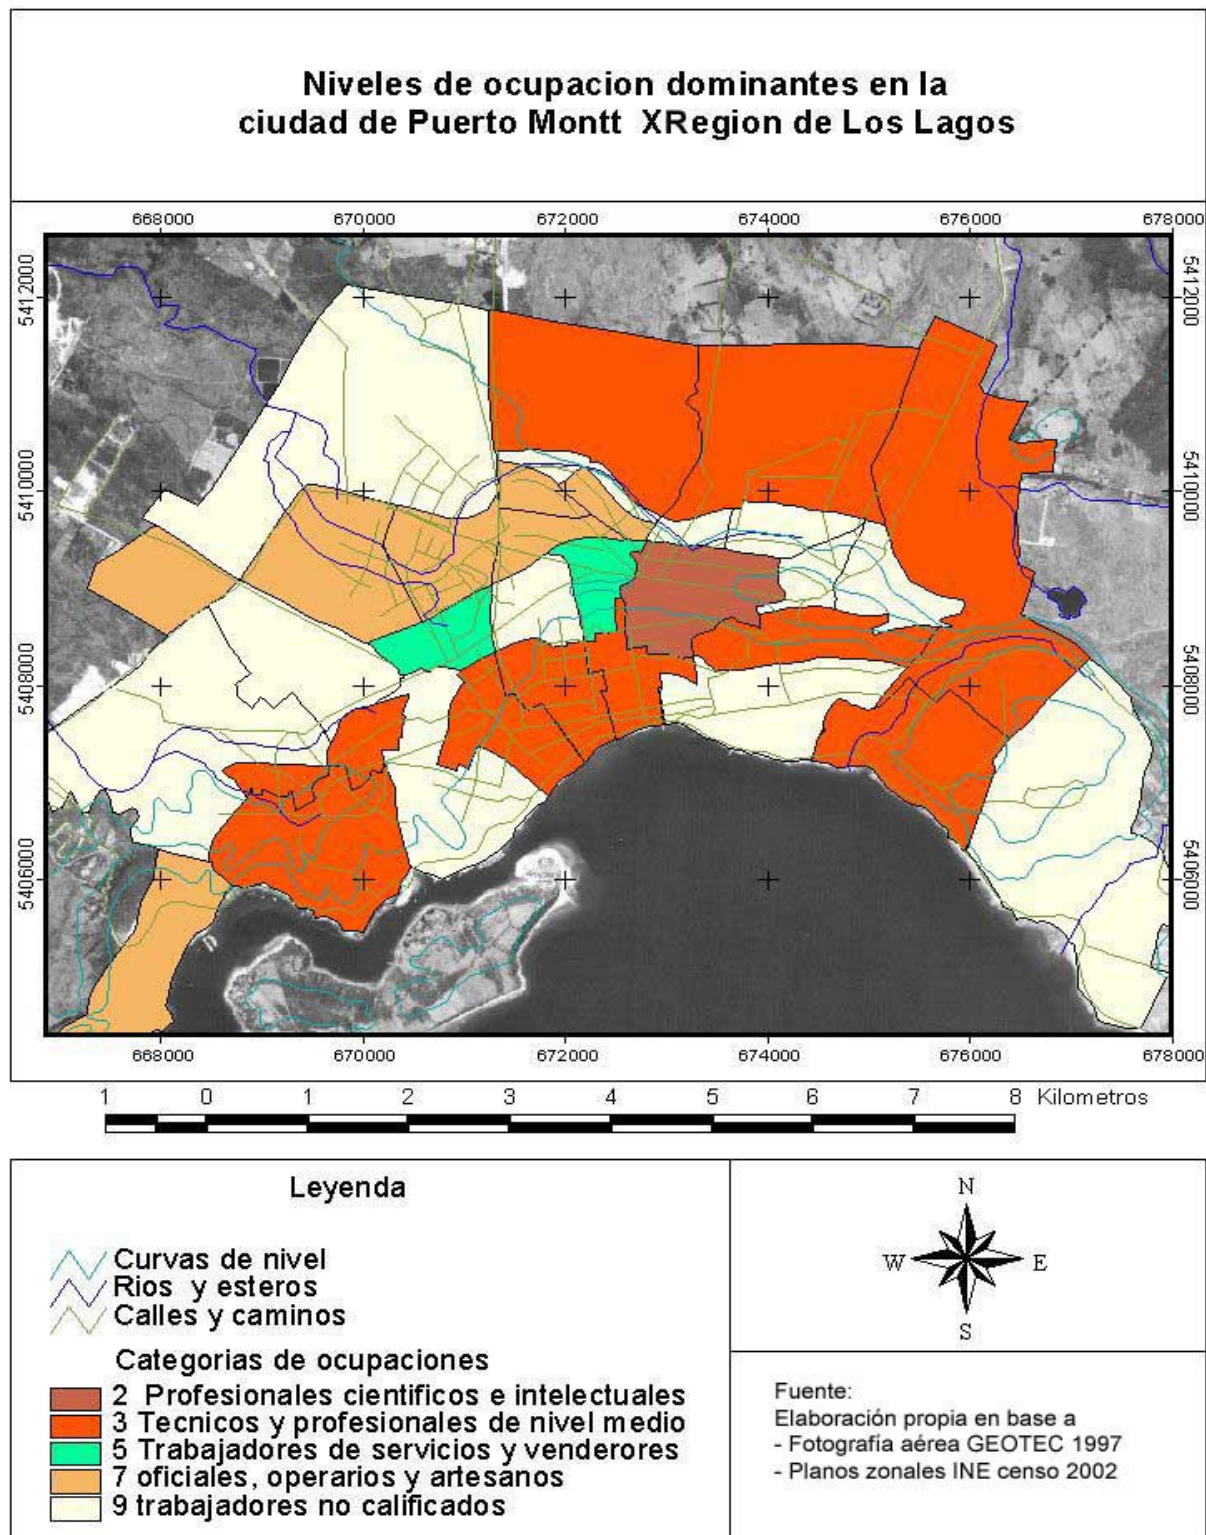 Niveles de ocupacion dominantes en la
ciudad de Puerto Montt XRegion de Los Lagos
668000 670000 672000 674000 676000 678000
5412000 5412000
5410000 5410000
5408000 5408000
5406000 5406000
668000 670000 672000 674000 676000 678000
1 0 1 2 3 4 5 6 7 8 Kilometros
Leyenda
Curvas de nivel
Rios y esteros
Calles y caminos
Categorias de ocupaciones
2 Profesionales cientificos e intelectuales
3 Tecnicos y profesionales de nivel medio
5 Trabajadores de servicios y venderores
7 oficiales, operarios y artesanos
9 trabajadores no calificados
N
W E
S
Fuente:
Elaboración propia en base a
- Fotografía aérea GEOTEC 1997
- Planos zonales INE censo 2002